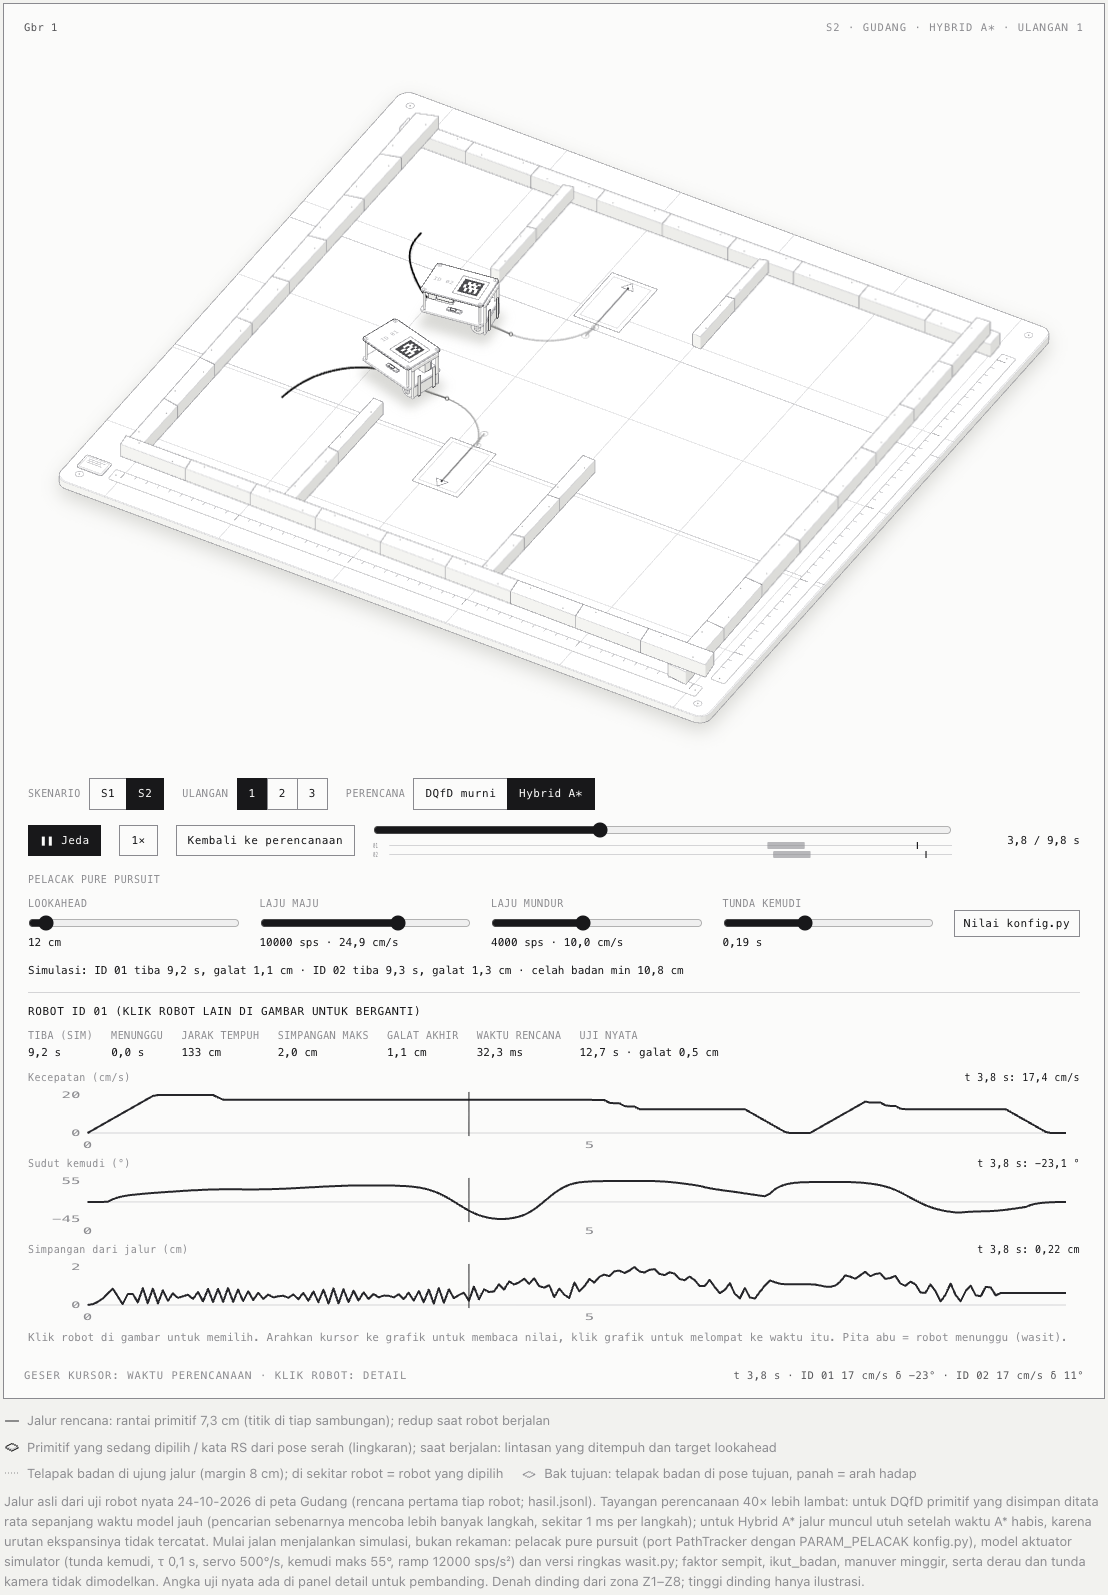 Gbr 1
S2 · GUDANG · HYBRID A* · ULANGAN 1
SKENARIO S1 S2 ULANGAN 1 2 3 PERENCANA DQfD murni Hybrid A*
Jeda 1× Kembali ke perencanaan 3,8 / 9,8 s
01
02
PELACAK PURE PURSUIT
LOOKAHEAD LAJU MAJU LAJU MUNDUR TUNDA KEMUDI
Nilai konfig.py
12 cm 10000 sps · 24,9 cm/s 4000 sps · 10,0 cm/s 0,19 s
Simulasi: ID 01 tiba 9,2 s, galat 1,1 cm · ID 02 tiba 9,3 s, galat 1,3 cm · celah badan min 10,8 cm
ROBOT ID 01 (KLIK ROBOT LAIN DI GAMBAR UNTUK BERGANTI)
TIBA (SIM) MENUNGGU JARAK TEMPUH SIMPANGAN MAKS GALAT AKHIR WAKTU RENCANA UJI NYATA
9,2 s 0,0 s 133 cm 2,0 cm 1,1 cm 32,3 ms 12,7 s · galat 0,5 cm
Kecepatan (cm/s) t 3,8 s: 17,4 cm/s
20
0
0 5
Sudut kemudi (°) t 3,8 s: −23,1 °
55
−45
0 5
Simpangan dari jalur (cm) t 3,8 s: 0,22 cm
2
0
0 5
Klik robot di gambar untuk memilih. Arahkan kursor ke grafik untuk membaca nilai, klik grafik untuk melompat ke waktu itu. Pita abu = robot menunggu (wasit).
GESER KURSOR: WAKTU PERENCANAAN · KLIK ROBOT: DETAIL t 3,8 s · ID 01 17 cm/s δ −23° · ID 02 17 cm/s δ 11°
Jalur rencana: rantai primitif 7,3 cm (titik di tiap sambungan); redup saat robot berjalan
Primitif yang sedang dipilih / kata RS dari pose serah (lingkaran); saat berjalan: lintasan yang ditempuh dan target lookahead
Telapak badan di ujung jalur (margin 8 cm); di sekitar robot = robot yang dipilih Bak tujuan: telapak badan di pose tujuan, panah = arah hadap
Jalur asli dari uji robot nyata 24-10-2026 di peta Gudang (rencana pertama tiap robot; hasil.jsonl). Tayangan perencanaan 40× lebih lambat: untuk DQfD primitif yang disimpan ditata
rata sepanjang waktu model jauh (pencarian sebenarnya mencoba lebih banyak langkah, sekitar 1 ms per langkah); untuk Hybrid A* jalur muncul utuh setelah waktu A* habis, karena
urutan ekspansinya tidak tercatat. Mulai jalan menjalankan simulasi, bukan rekaman: pelacak pure pursuit (port PathTracker dengan PARAM_PELACAK konfig.py), model aktuator
simulator (tunda kemudi, τ 0,1 s, servo 500°/s, kemudi maks 55°, ramp 12000 sps/s²) dan versi ringkas wasit.py; faktor sempit, ikut_badan, manuver minggir, serta derau dan tunda
kamera tidak dimodelkan. Angka uji nyata ada di panel detail untuk pembanding. Denah dinding dari zona Z1–Z8; tinggi dinding hanya ilustrasi.